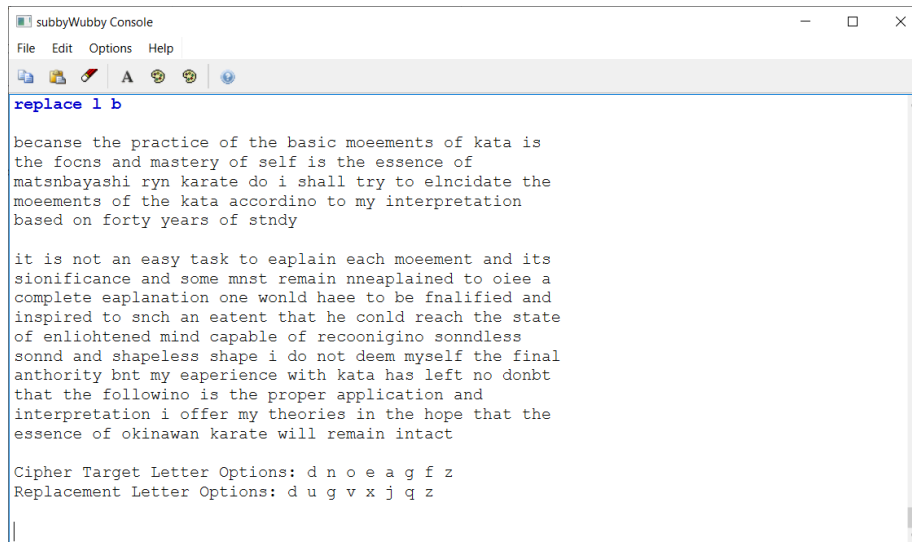 subbyWubby Console
File Edit Options Help
A
replace l b
becanse the practice of the basic moeements of kata is
the focns and mastery of self is the essence of
matsnbayashi ryn karate do i shall try to elncidate the
moeements of the kata accordino to my interpretation
based on forty years of stndy
it is not an easy task to eaplain each moeement and its
sionificance and some mnst remain nneaplained to oiee a
complete eaplanation one wonld haee to be fnalified and
inspired to snch an eatent that he conld reach the state
of enliohtened mind capable of recoonigino sonndless
sonnd and shapeless shape i do not deem myself the final
anthority bnt my eaperience with kata has left no donbt
that the followino is the proper application and
interpretation i offer my theories in the hope that the
essence of okinawan karate will remain intact
Cipher Target Letter Options: d n o e a g f z
Replacement Letter Options: d u g v x j q z